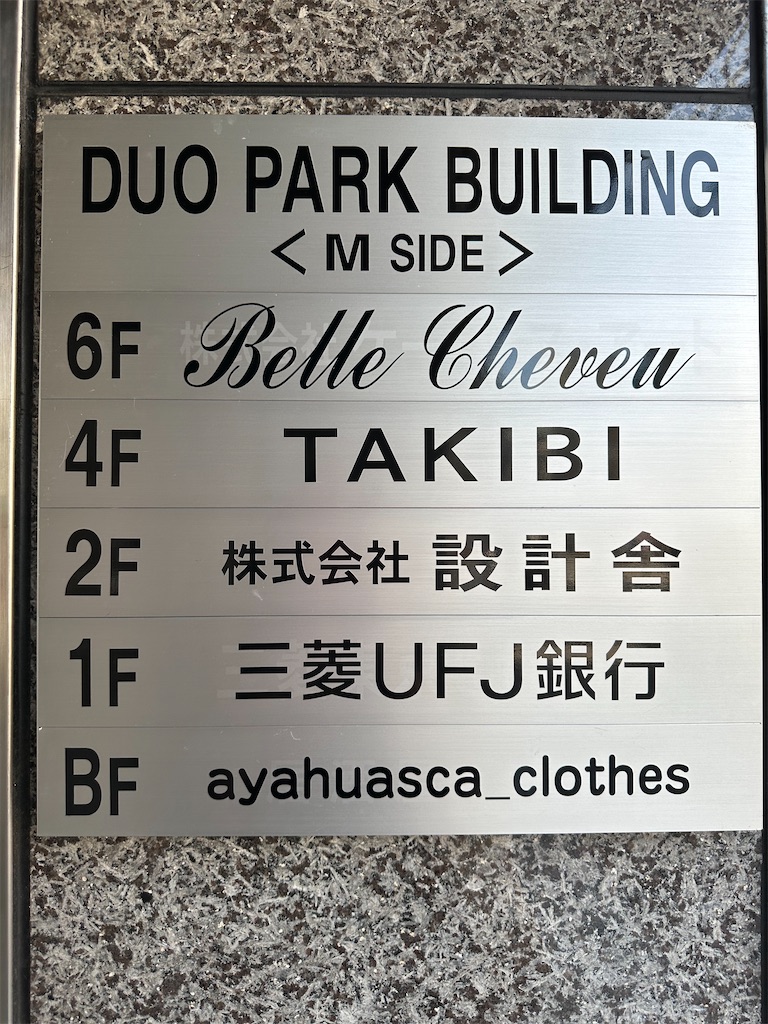 DUO PARK BUILDING
＜M SIDE＞
6F Belle Cheveu
4F TAKIBI
2F 株式会社 設計舎
1F 三菱UFJ銀行
BF ayahuasca_clothes